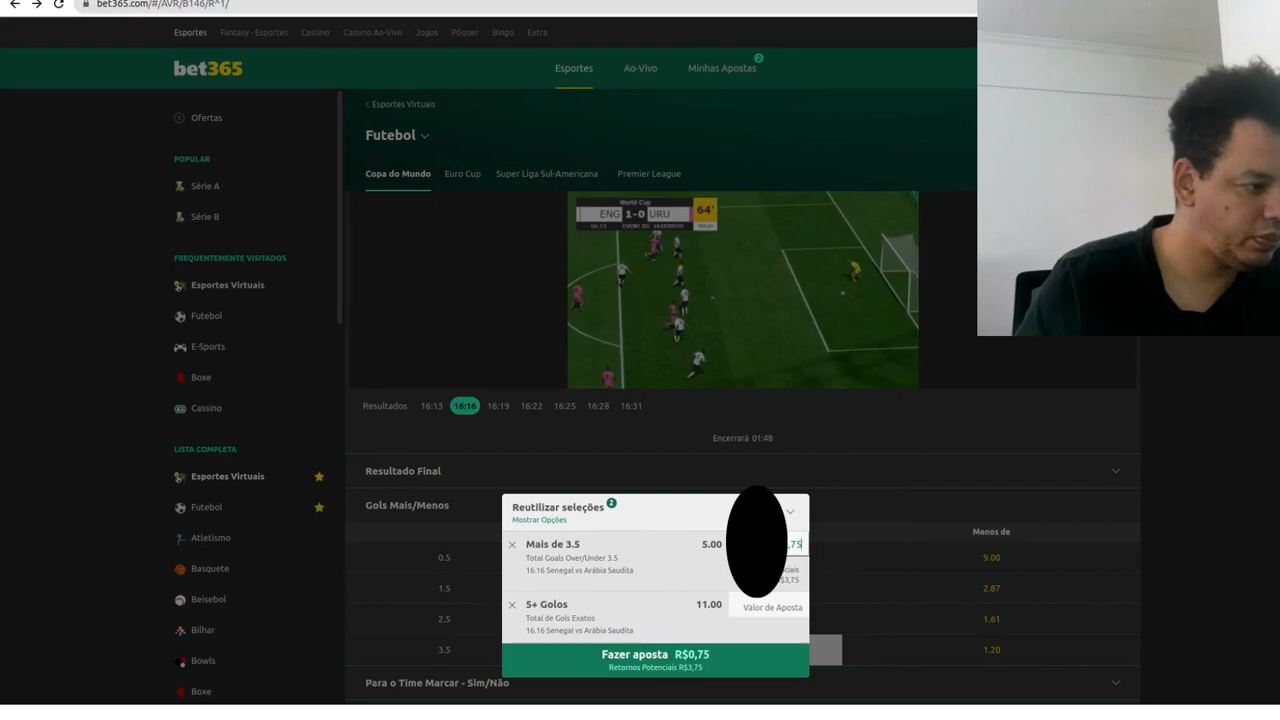 bet365.com/#/AVR/B146/R^1/
Esportes Fantasy - Esportes Cassino Cassino Ao-Vivo Jogos Pôquer Bingo Extra
bet365
Esportes Ao-Vivo Minhas Apostas 2
Ofertas
POPULAR
Série A
Série B
FREQUENTEMENTE VISITADOS
Esportes Virtuais
Futebol
E-Sports
Boxe
Cassino
LISTA COMPLETA
Esportes Virtuais
Futebol
Atletismo
Basquete
Beisebol
Bilhar
Bowls
Boxe
Esportes Virtuais
Futebol
Copa do Mundo Euro Cup Super Liga Sul-Americana Premier League
World Cup
ENG 1-0 URU 64'
16:13
Resultados 16:13 16:16 16:19 16:22 16:25 16:28 16:31
Encerrará 01:48
Resultado Final
Gols Mais/Menos
Menos de
0.5 9.00
1.5 2.87
2.5 1.61
3.5 1.20
Para o Time Marcar - Sim/Não
Reutilizar seleções 2
Mostrar Opções
Mais de 3.5 5.00 ,75
Total Goals Over/Under 3.5
16.16 Senegal vs Arábia Saudita
5+ Golos 11.00 Valor de Aposta
Total de Gols Exatos
16.16 Senegal vs Arábia Saudita
Fazer aposta R$0,75
Retornos Potenciais R$3,75